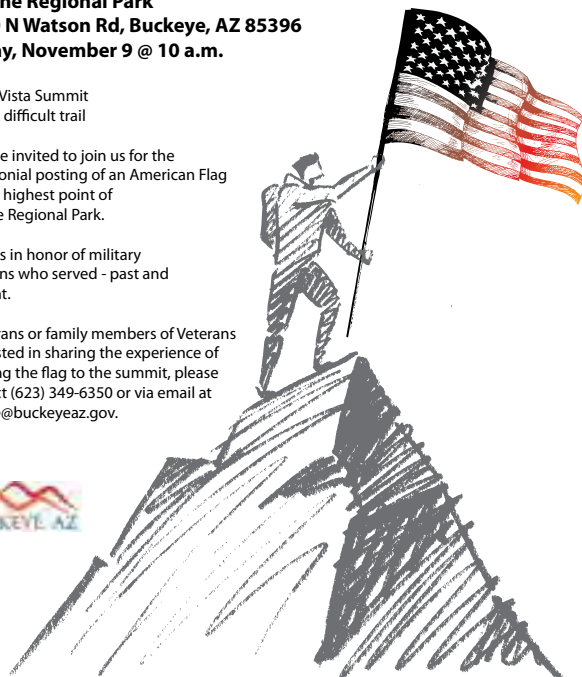 he Regional Park
N Watson Rd, Buckeye, AZ 85396
y, November 9 @ 10 a.m.
Vista Summit
difficult trail
e invited to join us for the
onial posting of an American Flag
highest point of
e Regional Park.
s in honor of military
ns who served - past and
t.
rans or family members of Veterans
sted in sharing the experience of
ng the flag to the summit, please
ct (623) 349-6350 or via email at
@buckeyeaz.gov.
KEYE, AZ